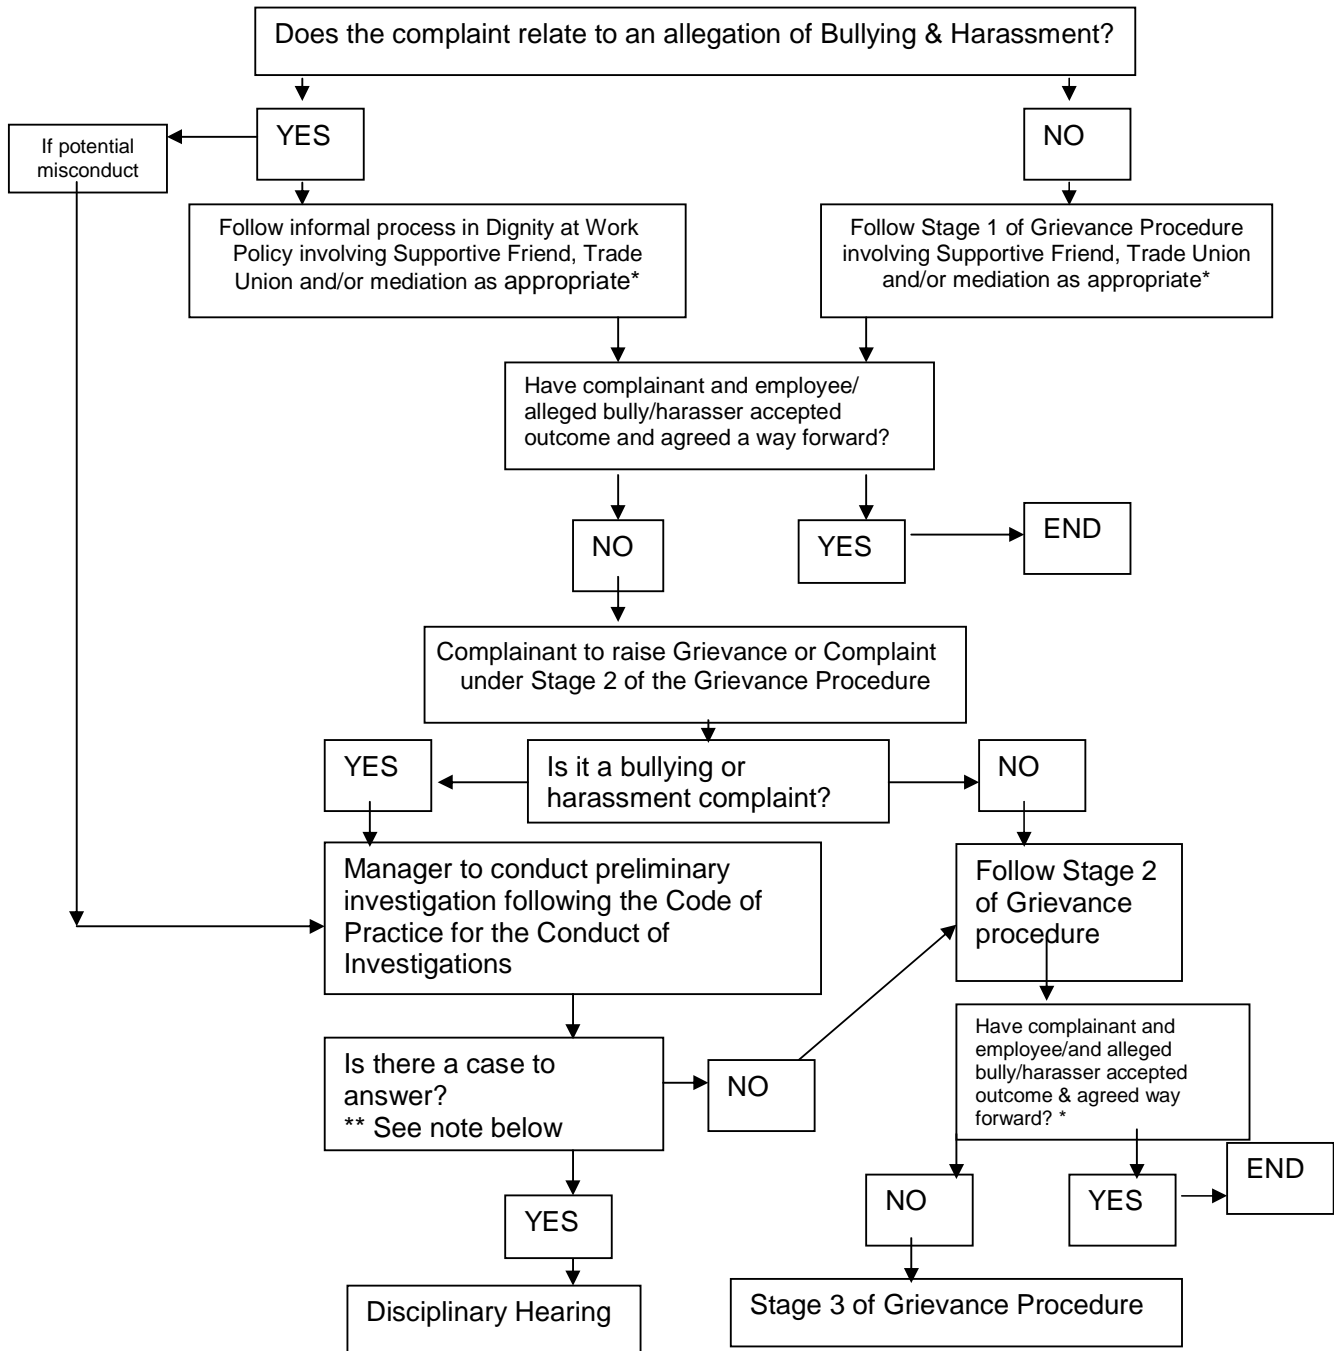 Does the complaint relate to an allegation of Bullying & Harassment?
YES
NO
If potential
misconduct
Follow informal process in Dignity at Work
Policy involving Supportive Friend, Trade
Union and/or mediation as appropriate*
Follow Stage 1 of Grievance Procedure
involving Supportive Friend, Trade Union
and/or mediation as appropriate*
Have complainant and employee/
alleged bully/harasser accepted
outcome and agreed a way forward?
NO
YES
END
Complainant to raise Grievance or Complaint
under Stage 2 of the Grievance Procedure
YES
Is it a bullying or
harassment complaint?
NO
Manager to conduct preliminary
investigation following the Code of
Practice for the Conduct of
Investigations
Follow Stage 2
of Grievance
procedure
Is there a case to
answer?
** See note below
NO
Have complainant and
employee/and alleged
bully/harasser accepted
outcome & agreed way
forward? *
YES
NO
YES
END
Disciplinary Hearing
Stage 3 of Grievance Procedure